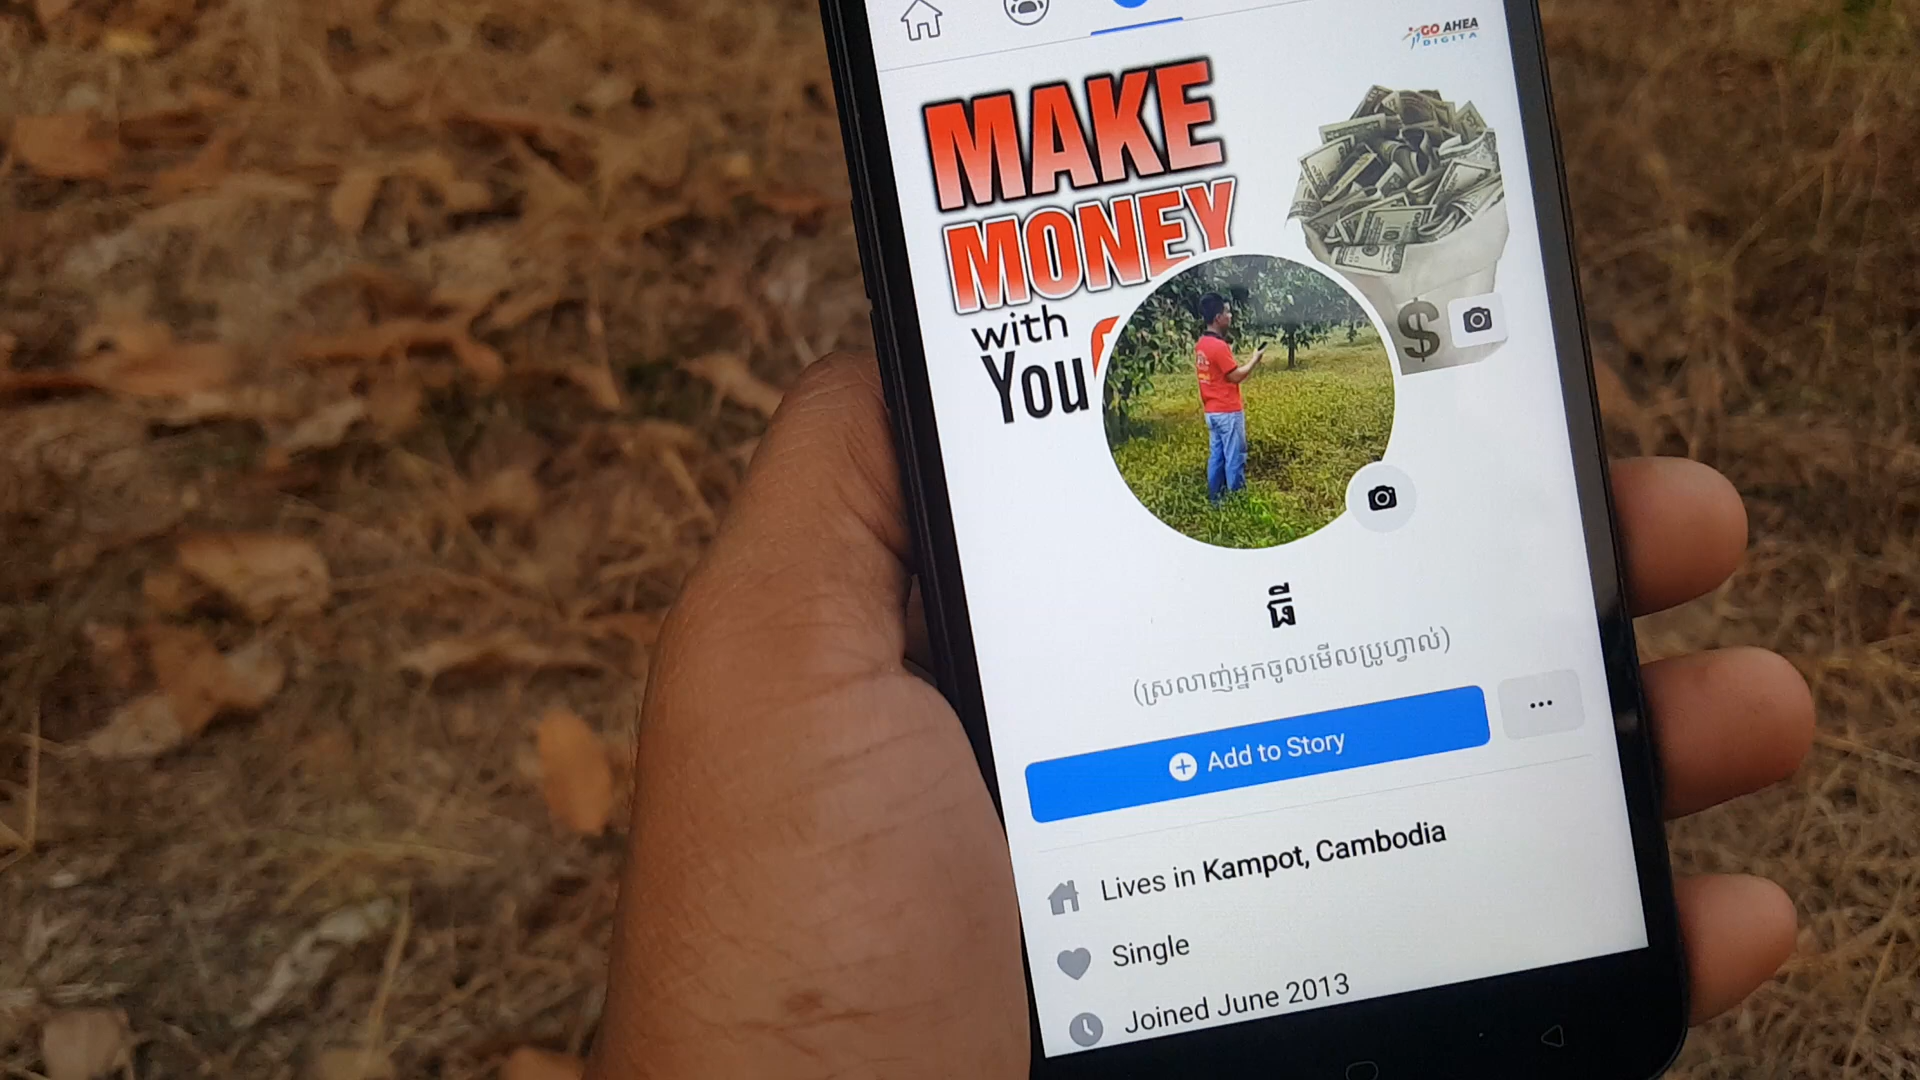 GO AHEA
DIGITA
MAKE
MONEY
with
You
$
ធី
(ស្រលាញ់អ្នកចូលមើលប្រូហ្វាល់)
Add to Story
Lives in Kampot, Cambodia
Single
Joined June 2013